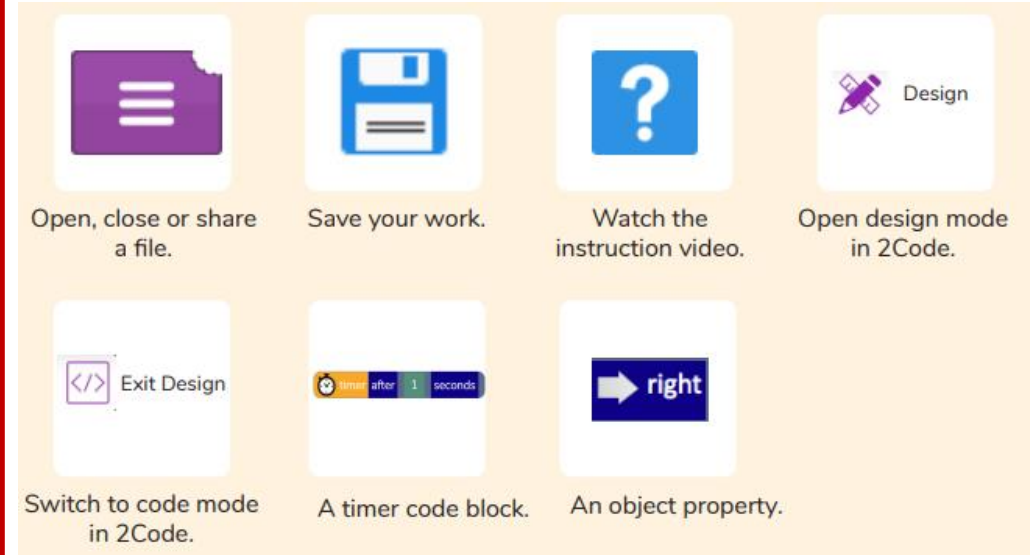 Design
Open, close or share
a file.
Save your work.
Watch the
instruction video.
Open design mode
in 2Code.
Exit Design
timer after 1 seconds
right
Switch to code mode
in 2Code.
A timer code block.
An object property.